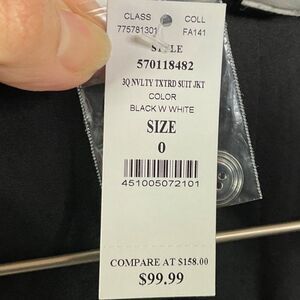 CLASS COLL
775781301 FA141
STYLE
570118482
3Q NVLTY TXTRD SUIT JKT
COLOR
BLACK W WHITE
SIZE
0
451005072101
COMPARE AT $158.00
$99.99